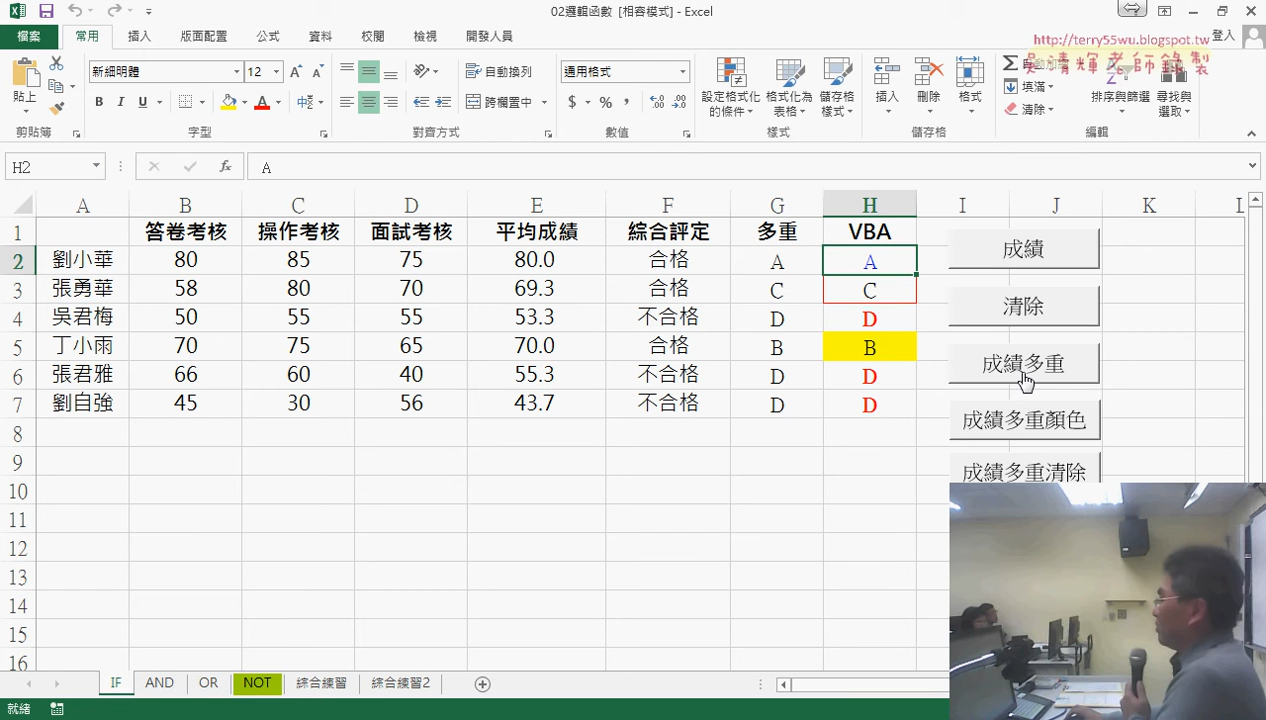 02邏輯函數 [相容模式] - Excel
http://terry55wu.blogspot.tw
吳清輝老師錄製
登入
檔案 常用 插入 版面配置 公式 資料 校閱 檢視 開發人員
新細明體 12 自動換列 通用格式
貼上 B I U 跨欄置中 $ % 設定格式化的條件 格式化為表格 儲存格樣式 插入 刪除 格式 填滿 清除 排序與篩選 尋找與選取
剪貼簿 字型 對齊方式 數值 樣式 儲存格 編輯
H2 fx A
A B C D E F G H I J K L
1 答卷考核 操作考核 面試考核 平均成績 綜合評定 多重 VBA
2 劉小華 80 85 75 80.0 合格 A A
3 張勇華 58 80 70 69.3 合格 C C
4 吳君梅 50 55 55 53.3 不合格 D D
5 丁小雨 70 75 65 70.0 合格 B B
6 張君雅 66 60 40 55.3 不合格 D D
7 劉自強 45 30 56 43.7 不合格 D D
8
9
10
11
12
13
14
15
16
成績
清除
成績多重
成績多重顏色
成績多重清除
IF AND OR NOT 綜合練習 綜合練習2
就緒